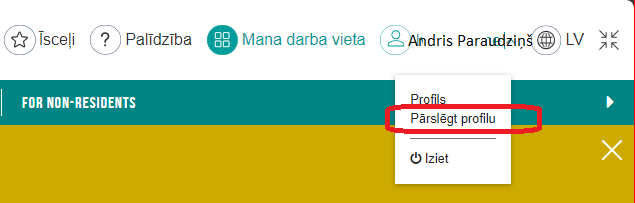 Īsceļi ? Palīdzība Mana darba vieta Andris Paraudziņš LV
FOR NON-RESIDENTS
Profils
Pārslēgt profilu
Iziet